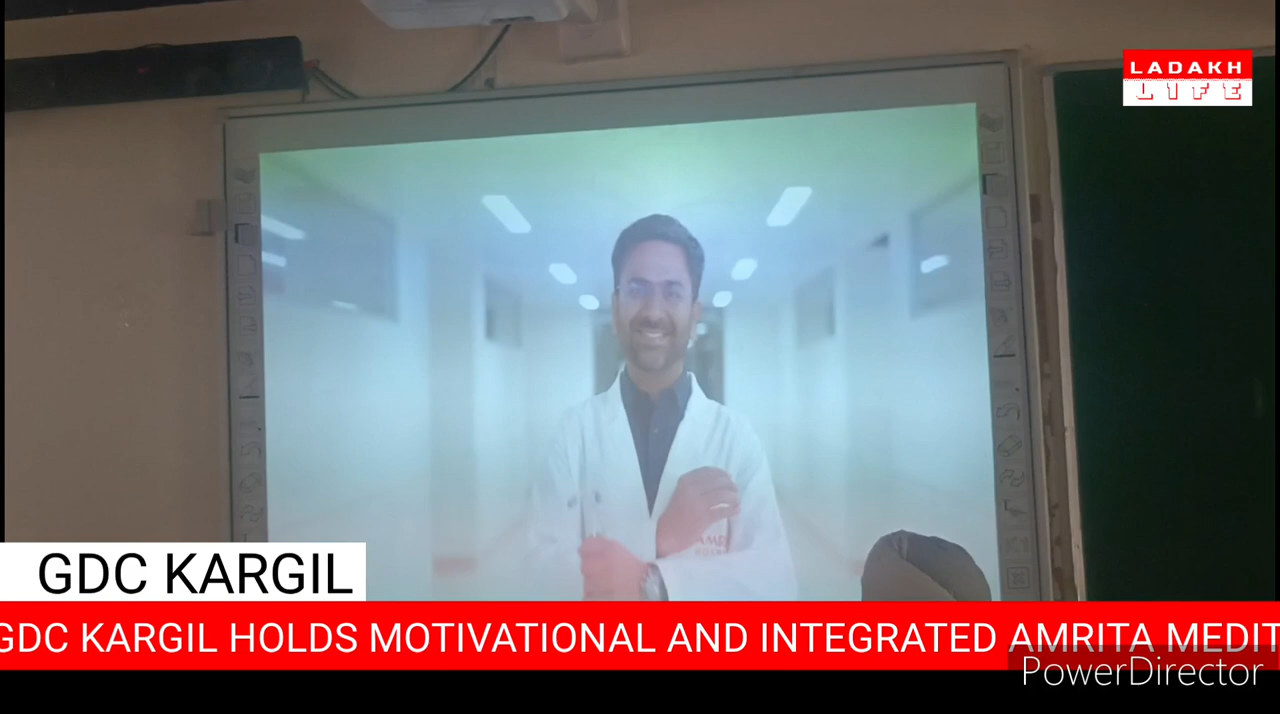 LADAKH
LIFE
GDC KARGIL
GDC KARGIL HOLDS MOTIVATIONAL AND INTEGRATED AMRITA MEDIT
PowerDirector